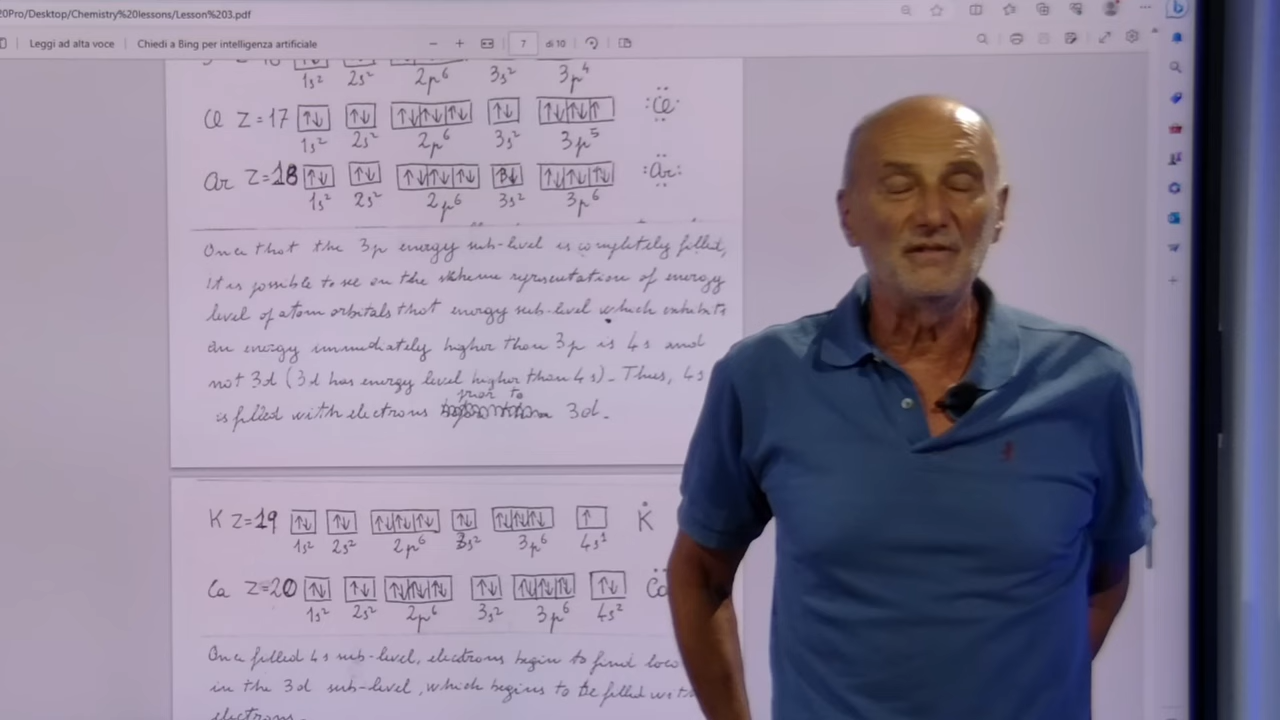 20Pro/Desktop/Chemistry%20lessons/Lesson%203.pdf
Leggi ad alta voce | Chiedi a Bing per intelligenza artificiale
− + 7 di 10
1s² 2s² 2p⁶ 3s² 3p⁴
Cl Z=17 ↑↓ ↑↓ ↑↓↑↓↑↓ ↑↓ ↑↓↑↓↑ :Cl·
1s² 2s² 2p⁶ 3s² 3p⁵
Ar Z=18 ↑↓ ↑↓ ↑↓↑↓↑↓ ↑↓ ↑↓↑↓↑↓ :Ar:
1s² 2s² 2p⁶ 3s² 3p⁶
Once that the 3p energy sub-level is completely filled,
it is possible to see on the scheme representation of energy
level of atom orbitals that energy sub-level which exhibits
an energy immediately higher than 3p is 4s and
not 3d (3d has energy level higher than 4s). Thus, 4s
prior to
is filled with electrons 3d.
K Z=19 ↑↓ ↑↓ ↑↓↑↓↑↓ ↑↓ ↑↓↑↓↑↓ ↑ K
1s² 2s² 2p⁶ 3s² 3p⁶ 4s¹
Ca Z=20 ↑↓ ↑↓ ↑↓↑↓↑↓ ↑↓ ↑↓↑↓↑↓ ↑↓ Ca
1s² 2s² 2p⁶ 3s² 3p⁶ 4s²
Once filled 4s sub-level, electrons begin to find
in the 3d sub-level, which begins to be filled with
electrons.